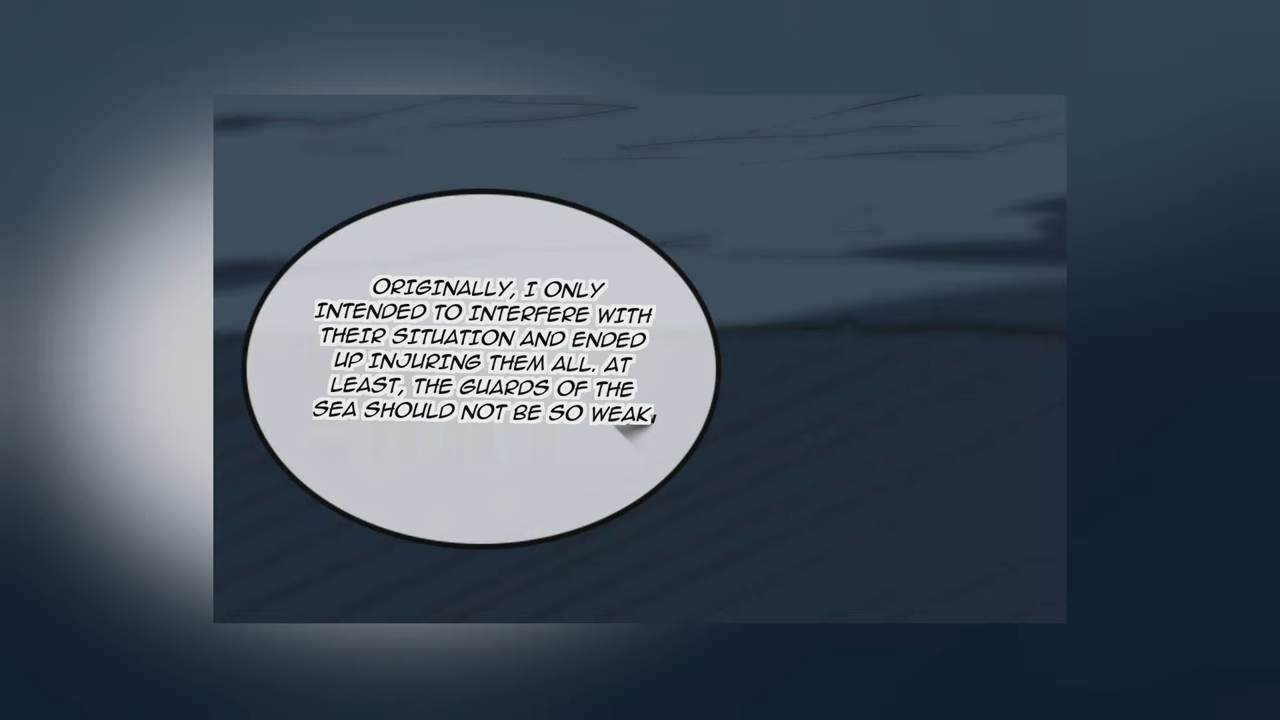 ORIGINALLY, I ONLY
INTENDED TO INTERFERE WITH
THEIR SITUATION AND ENDED
UP INJURING THEM ALL. AT
LEAST, THE GUARDS OF THE
SEA SHOULD NOT BE SO WEAK.